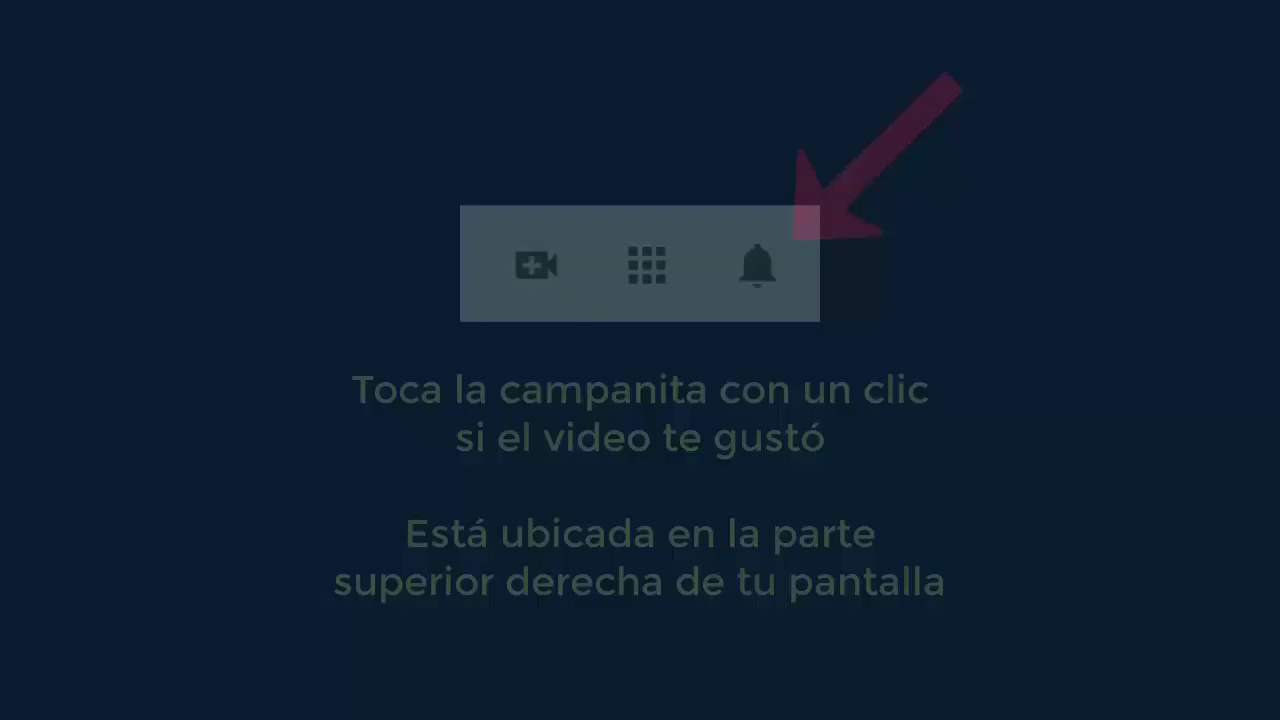 Toca la campanita con un clic
si el video te gustó
Está ubicada en la parte
superior derecha de tu pantalla